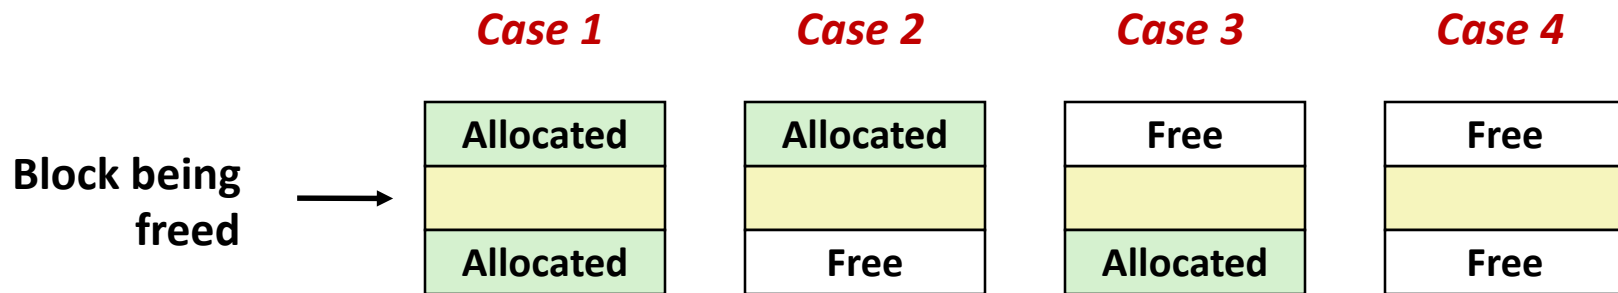 Case 1 Case 2 Case 3 Case 4
Allocated Allocated Free Free
Block being
freed
Allocated Free Allocated Free